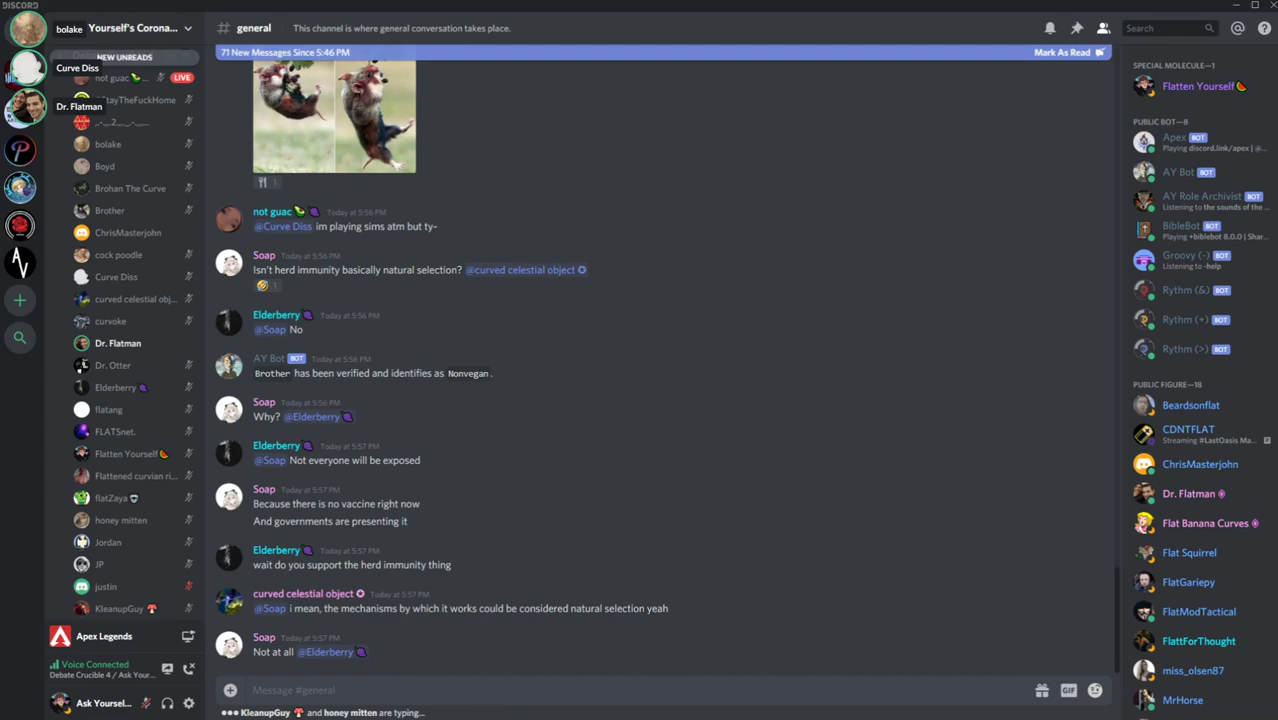 DISCORD
bolake
Yourself's Corona...
general
This channel is where general conversation takes place.
Search
NEW UNREADS
Curve Diss
not guac
LIVE
Dr. Flatman
StayTheFuckHome
bolake
Boyd
Brohan The Curve
Brother
ChrisMasterjohn
cock poodle
Curve Diss
curved celestial obj...
curvoke
Dr. Flatman
Dr. Otter
Elderberry
flatang
FLATSnet.
Flatten Yourself
Flattened curvian ri...
flatZaya
honey mitten
Jordan
JP
justin
KleanupGuy
Apex Legends
Voice Connected
Debate Crucible 4 / Ask Your...
Ask Yoursel...
71 New Messages Since 5:46 PM
Mark As Read
1
not guac Today at 5:56 PM
@Curve Diss im playing sims atm but ty-
Soap Today at 5:56 PM
Isn't herd immunity basically natural selection? @curved celestial object
1
Elderberry Today at 5:56 PM
@Soap No
AY Bot BOT Today at 5:56 PM
Brother has been verified and identifies as Nonvegan.
Soap Today at 5:56 PM
Why? @Elderberry
Elderberry Today at 5:57 PM
@Soap Not everyone will be exposed
Soap Today at 5:57 PM
Because there is no vaccine right now
And governments are presenting it
Elderberry Today at 5:57 PM
wait do you support the herd immunity thing
curved celestial object Today at 5:57 PM
@Soap i mean, the mechanisms by which it works could be considered natural selection yeah
Soap Today at 5:57 PM
Not at all @Elderberry
Message #general
GIF
KleanupGuy and honey mitten are typing...
SPECIAL MOLECULE—1
Flatten Yourself
PUBLIC BOT—8
Apex BOT
Playing discord.link/apex | @...
AY Bot BOT
AY Role Archivist BOT
Listening to the sounds of the...
BibleBot BOT
Playing +biblebot 8.0.0 | Shar...
Groovy (-) BOT
Listening to -help
Rythm (&) BOT
Rythm (+) BOT
Rythm (>) BOT
PUBLIC FIGURE—18
Beardsonflat
CDNTFLAT
Streaming #LastOasis Ma...
ChrisMasterjohn
Dr. Flatman
Flat Banana Curves
Flat Squirrel
FlatGariepy
FlatModTactical
FlattForThought
miss_olsen87
MrHorse